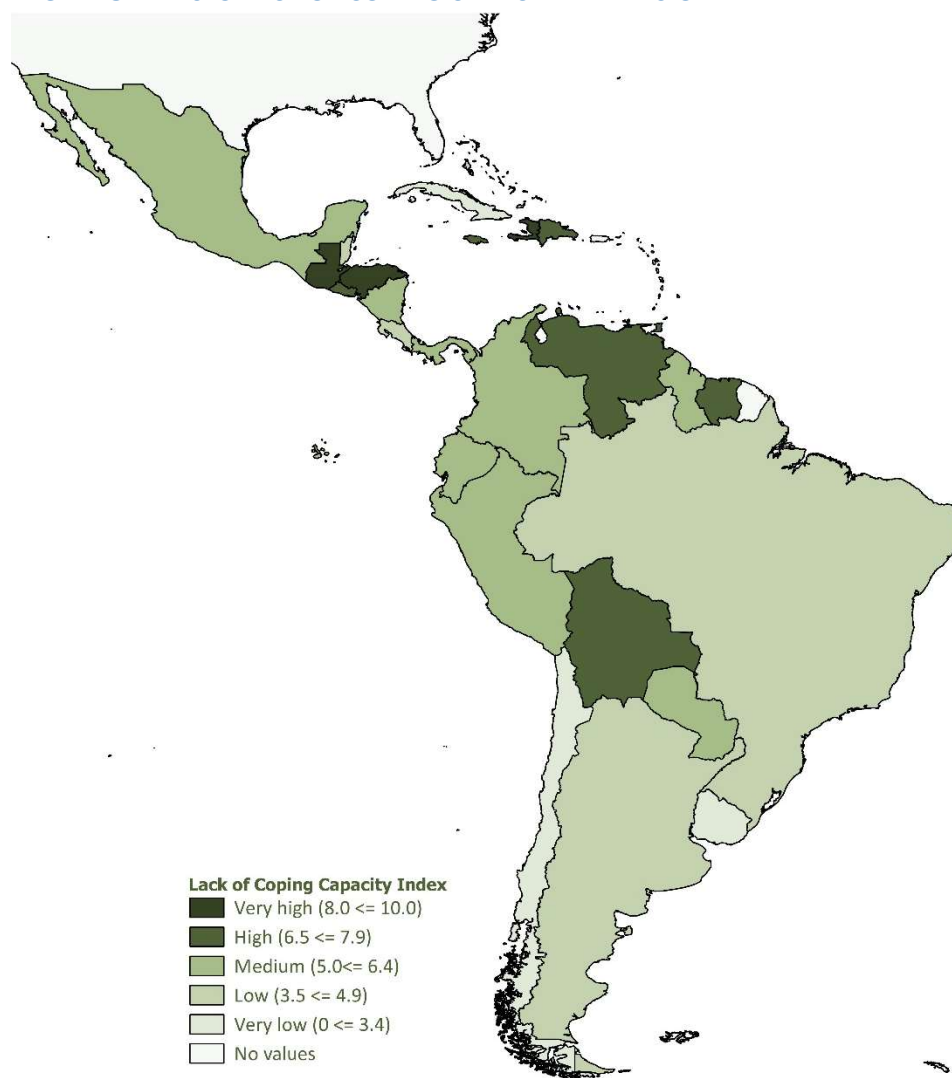 Lack of Coping Capacity Index
Very high (8.0 <= 10.0)
High (6.5 <= 7.9)
Medium (5.0<= 6.4)
Low (3.5 <= 4.9)
Very low (0 <= 3.4)
No values